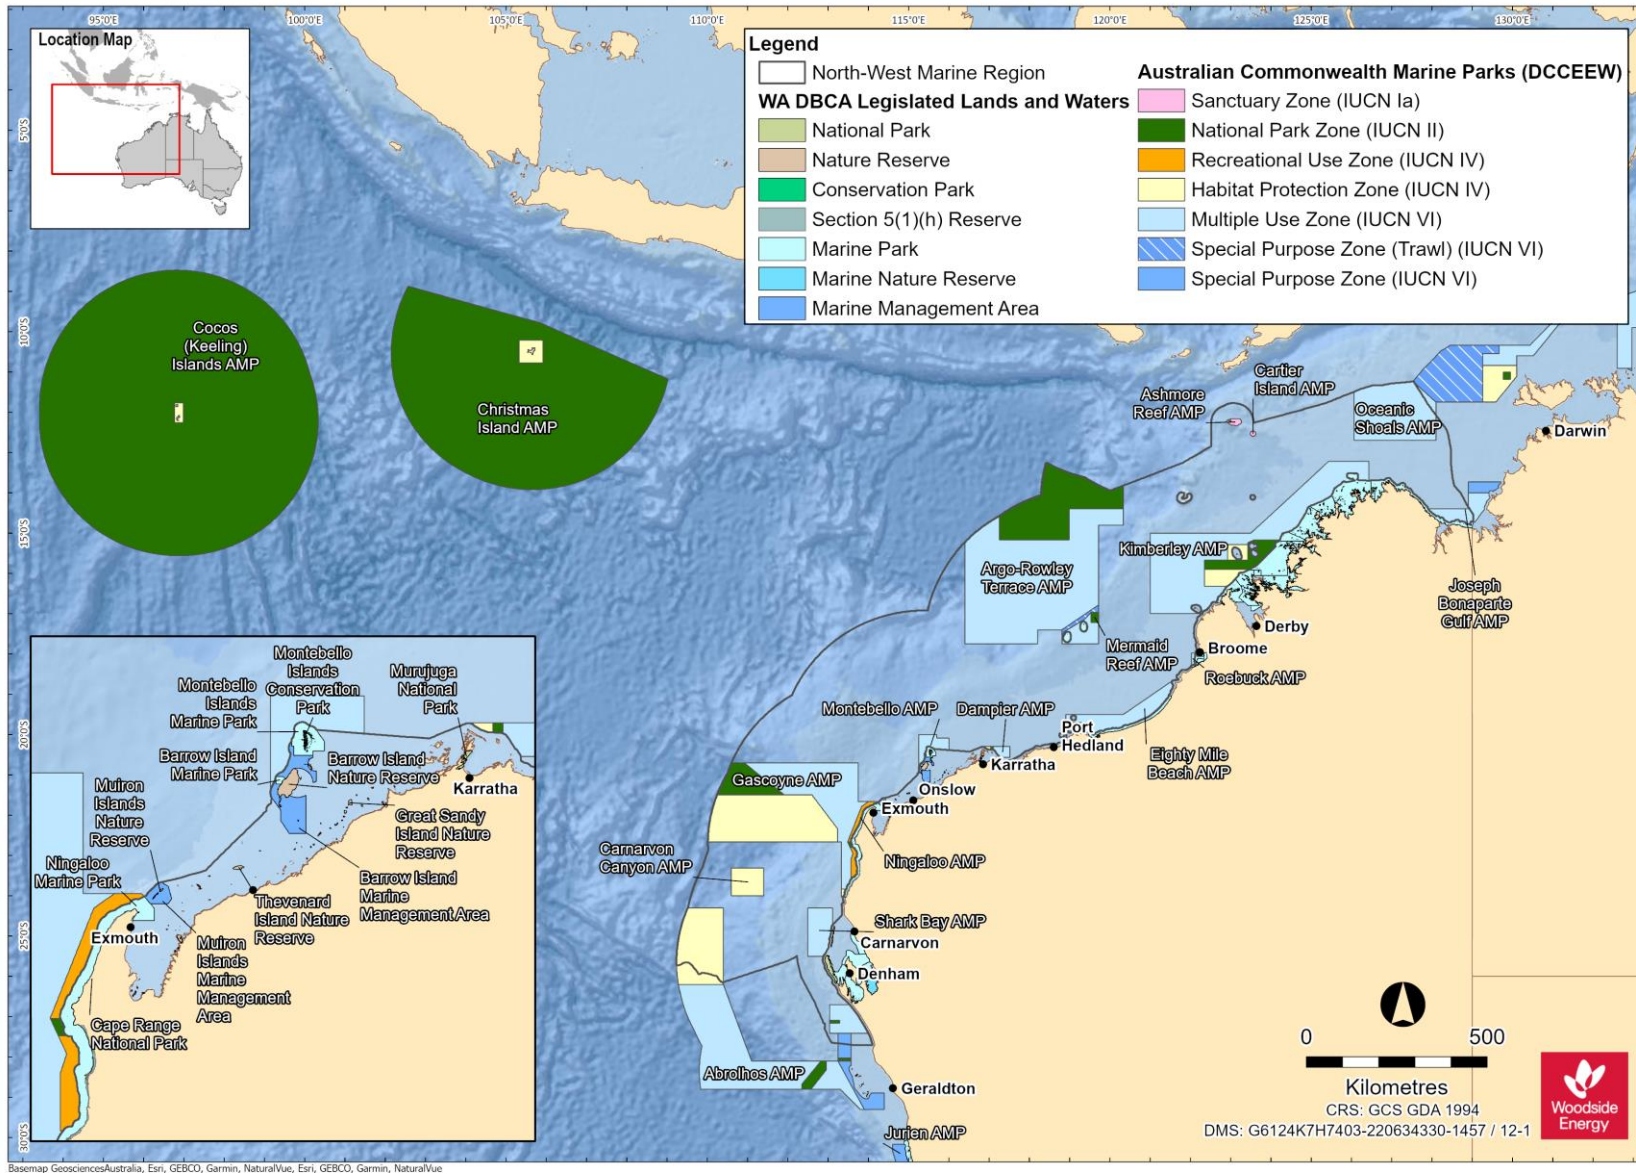 95°0'E
100°0'E
105°0'E
110°0'E
115°0'E
120°0'E
125°0'E
130°0'E
5°0'S
10°0'S
15°0'S
20°0'S
25°0'S
30°0'S
Location Map
Legend
North-West Marine Region
WA DBCA Legislated Lands and Waters
National Park
Nature Reserve
Conservation Park
Section 5(1)(h) Reserve
Marine Park
Marine Nature Reserve
Marine Management Area
Australian Commonwealth Marine Parks (DCCEEW)
Sanctuary Zone (IUCN Ia)
National Park Zone (IUCN II)
Recreational Use Zone (IUCN IV)
Habitat Protection Zone (IUCN IV)
Multiple Use Zone (IUCN VI)
Special Purpose Zone (Trawl) (IUCN VI)
Special Purpose Zone (IUCN VI)
Cocos
(Keeling)
Islands AMP
Christmas
Island AMP
Ashmore
Reef AMP
Cartier
Island AMP
Oceanic
Shoals AMP
Darwin
Kimberley AMP
Argo-Rowley
Terrace AMP
Joseph
Bonaparte
Gulf AMP
Derby
Mermaid
Reef AMP
Broome
Roebuck AMP
Montebello AMP
Dampier AMP
Port
Hedland
Eighty Mile
Beach AMP
Karratha
Gascoyne AMP
Onslow
Exmouth
Carnarvon
Canyon AMP
Ningaloo AMP
Shark Bay AMP
Carnarvon
Denham
Abrolhos AMP
Geraldton
Jurien AMP
Montebello
Islands
Conservation
Park
Murujuga
National
Park
Montebello
Islands
Marine Park
Barrow Island
Marine Park
Barrow Island
Nature Reserve
Karratha
Muiron
Islands
Nature
Reserve
Great Sandy
Island Nature
Reserve
Ningaloo
Marine Park
Barrow Island
Marine
Management Area
Thevenard
Island Nature
Reserve
Exmouth
Muiron
Islands
Marine
Management
Area
Cape Range
National Park
0 500
Kilometres
CRS: GCS GDA 1994
DMS: G6124K7H7403-220634330-1457 / 12-1
Woodside
Energy
Basemap GeosciencesAustralia, Esri, GEBCO, Garmin, NaturalVue, Esri, GEBCO, Garmin, NaturalVue